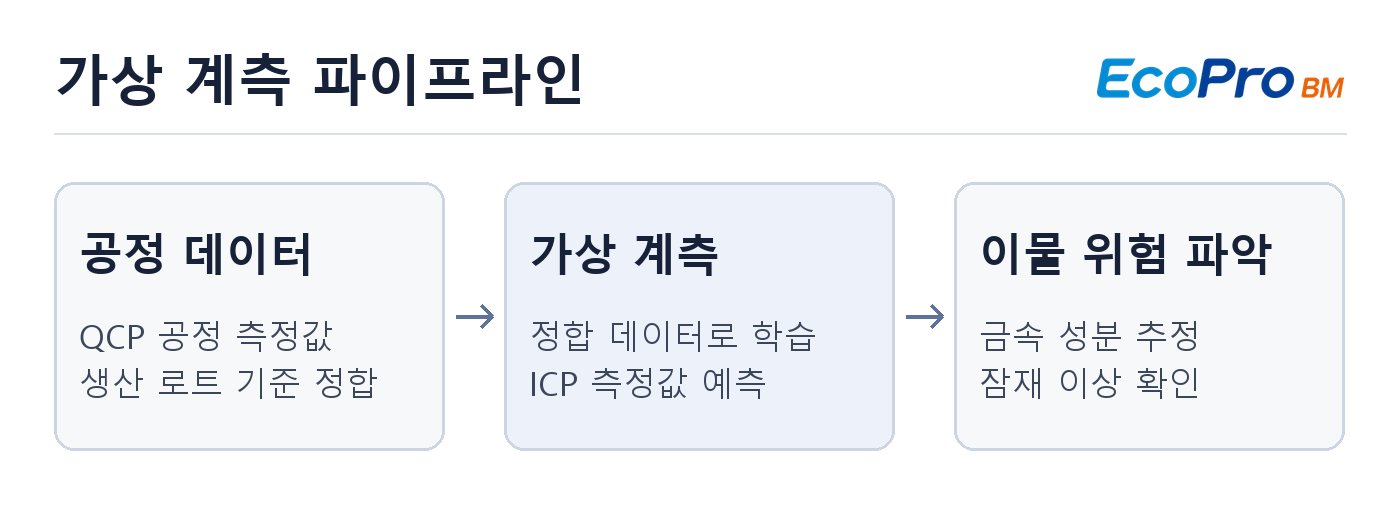 가상 계측 파이프라인
EcoPro BM
공정 데이터
QCP 공정 측정값
생산 로트 기준 정합
→
가상 계측
정합 데이터로 학습
ICP 측정값 예측
→
이물 위험 파악
금속 성분 추정
잠재 이상 확인